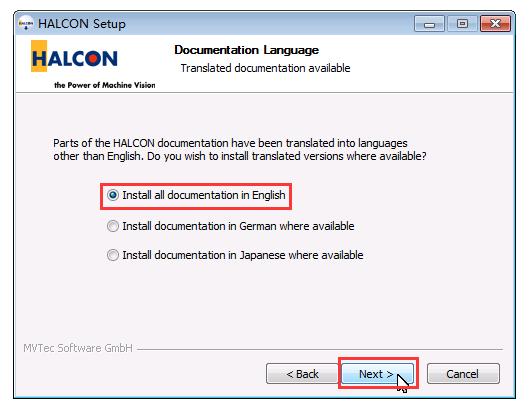 HALCON Setup
HALCON
the Power of Machine Vision
Documentation Language
Translated documentation available
Parts of the HALCON documentation have been translated into languages
other than English. Do you wish to install translated versions where available?
Install all documentation in English
Install documentation in German where available
Install documentation in Japanese where available
MVTec Software GmbH
< Back
Next >
Cancel